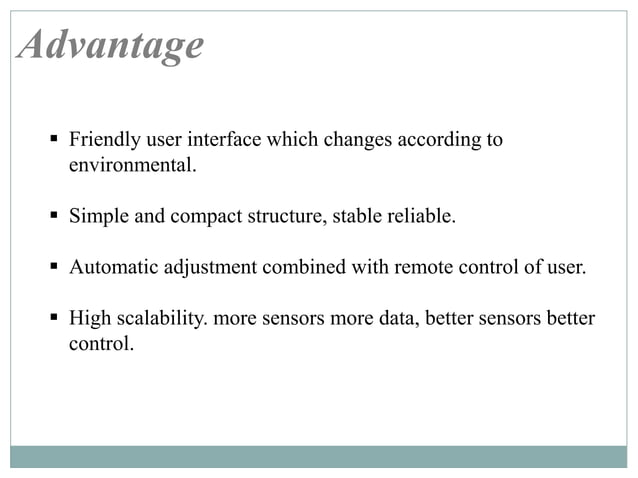 Advantage
▪ Friendly user interface which changes according to
environmental.
▪ Simple and compact structure, stable reliable.
▪ Automatic adjustment combined with remote control of user.
▪ High scalability. more sensors more data, better sensors better
control.